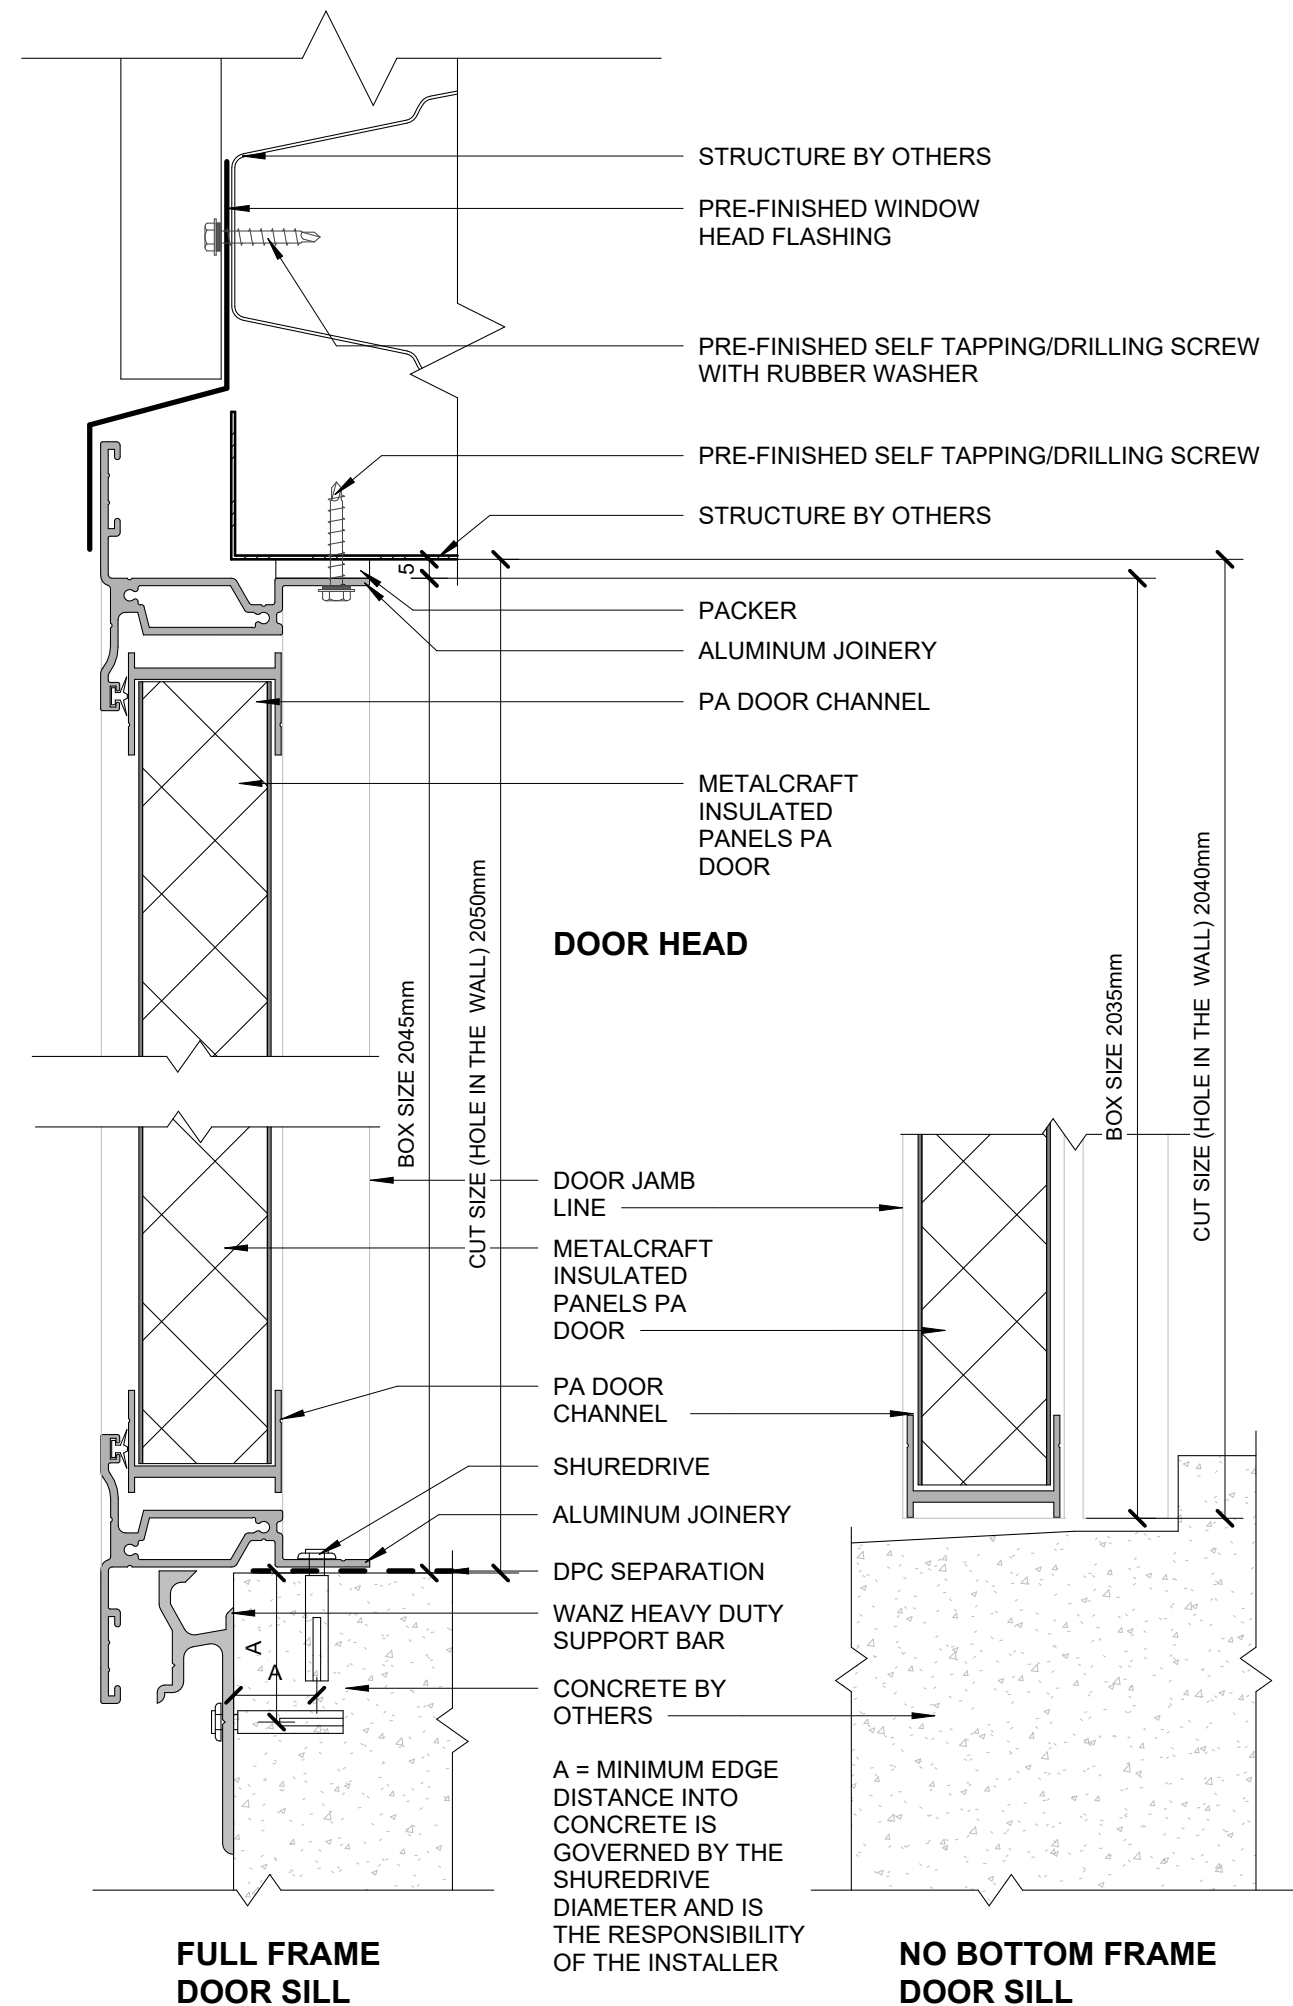 STRUCTURE BY OTHERS
PRE-FINISHED WINDOW
HEAD FLASHING
PRE-FINISHED SELF TAPPING/DRILLING SCREW
WITH RUBBER WASHER
PRE-FINISHED SELF TAPPING/DRILLING SCREW
STRUCTURE BY OTHERS
5
PACKER
ALUMINUM JOINERY
PA DOOR CHANNEL
METALCRAFT
INSULATED
PANELS PA
DOOR
DOOR HEAD
BOX SIZE 2045mm
CUT SIZE (HOLE IN THE WALL) 2050mm
BOX SIZE 2035mm
CUT SIZE (HOLE IN THE WALL) 2040mm
DOOR JAMB
LINE
METALCRAFT
INSULATED
PANELS PA
DOOR
PA DOOR
CHANNEL
SHUREDRIVE
ALUMINUM JOINERY
DPC SEPARATION
WANZ HEAVY DUTY
SUPPORT BAR
A
A
CONCRETE BY
OTHERS
A = MINIMUM EDGE
DISTANCE INTO
CONCRETE IS
GOVERNED BY THE
SHUREDRIVE
DIAMETER AND IS
THE RESPONSIBILITY
OF THE INSTALLER
FULL FRAME
DOOR SILL
NO BOTTOM FRAME
DOOR SILL